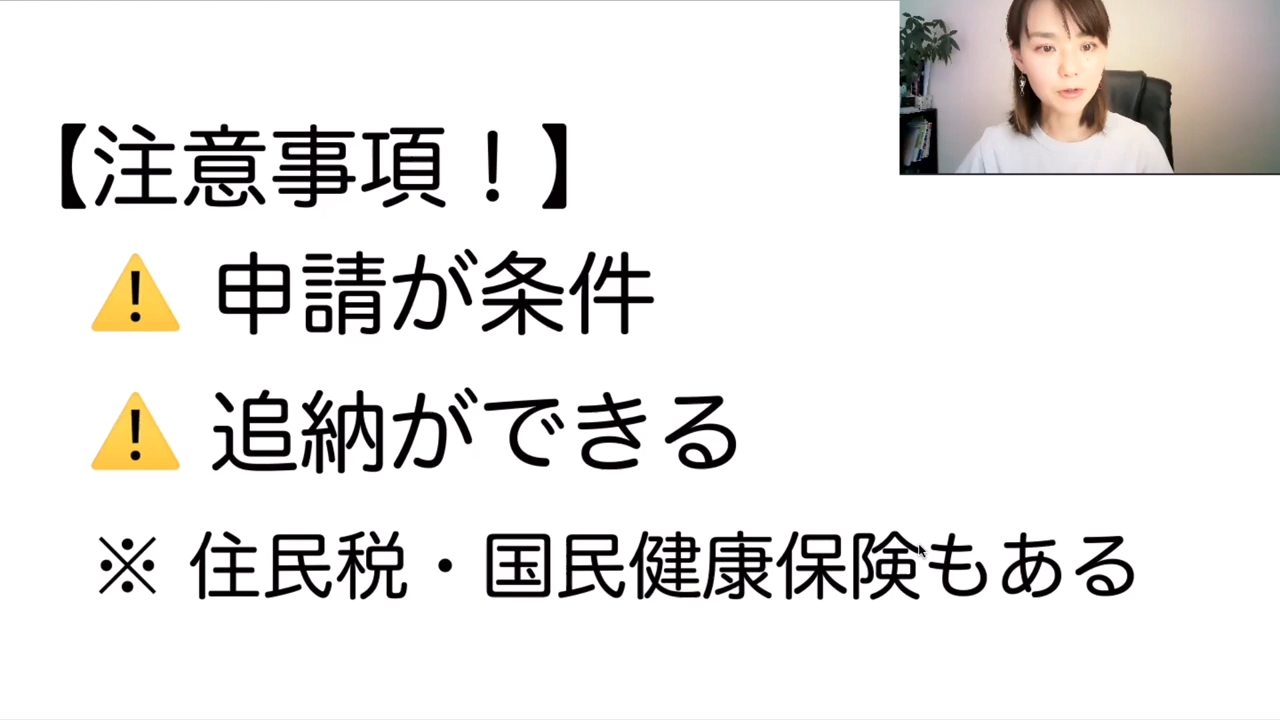 【注意事項！】
⚠️ 申請が条件
⚠️ 追納ができる
※ 住民税・国民健康保険もある